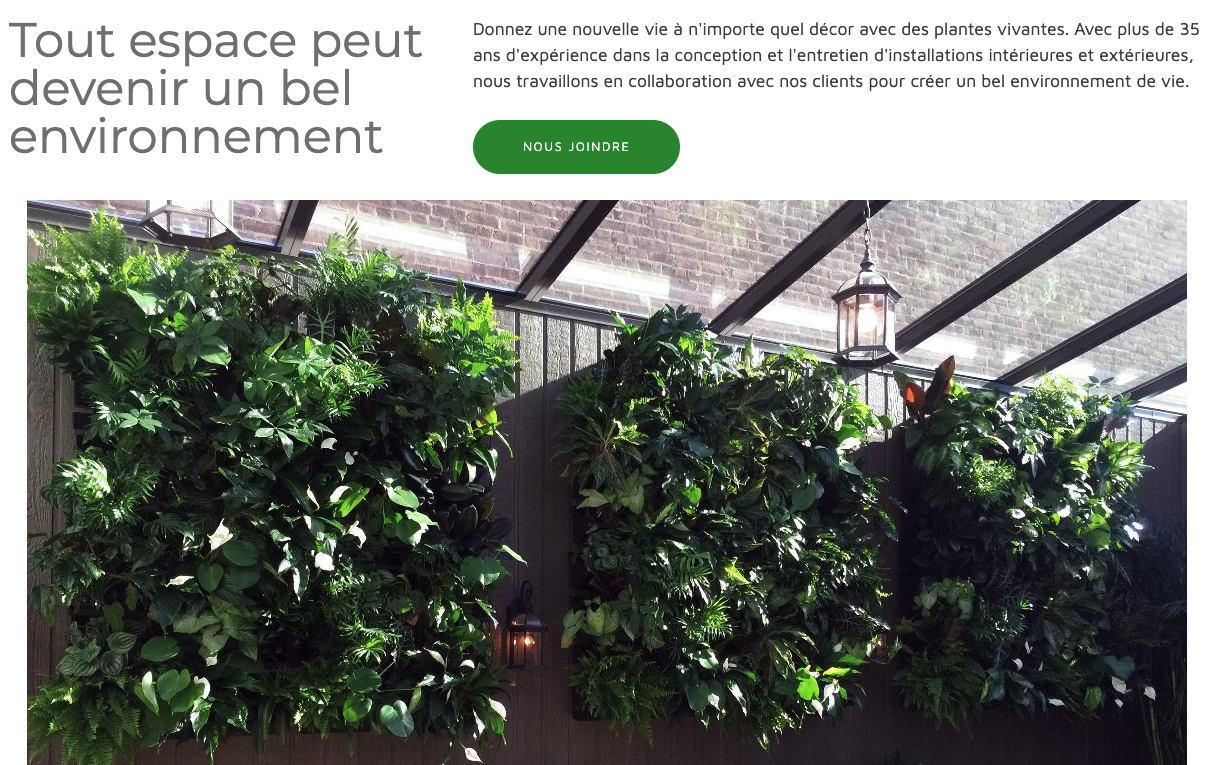 Tout espace peut
devenir un bel
environnement
Donnez une nouvelle vie à n'importe quel décor avec des plantes vivantes. Avec plus de 35
ans d'expérience dans la conception et l'entretien d'installations intérieures et extérieures,
nous travaillons en collaboration avec nos clients pour créer un bel environnement de vie.
NOUS JOINDRE